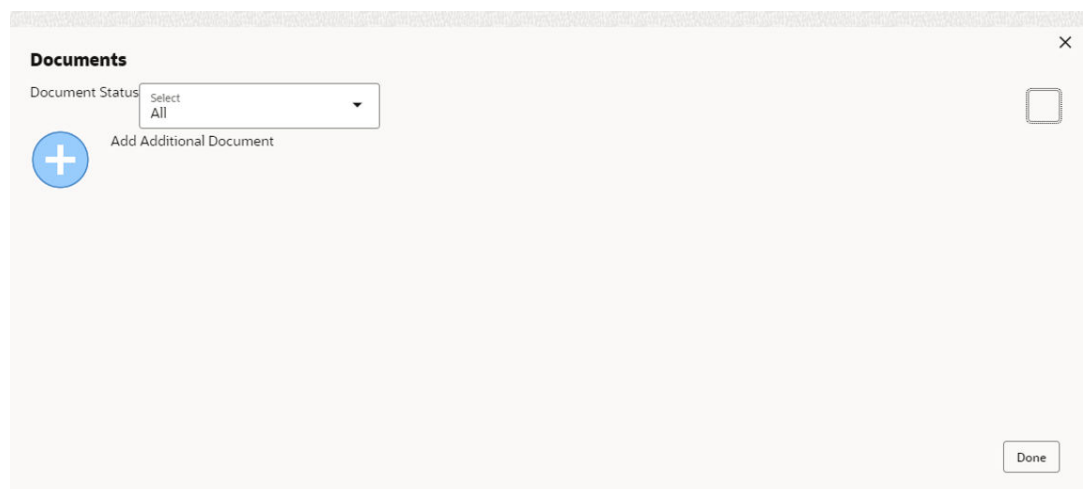 Documents
Document Status
Select
All
Add Additional Document
Done